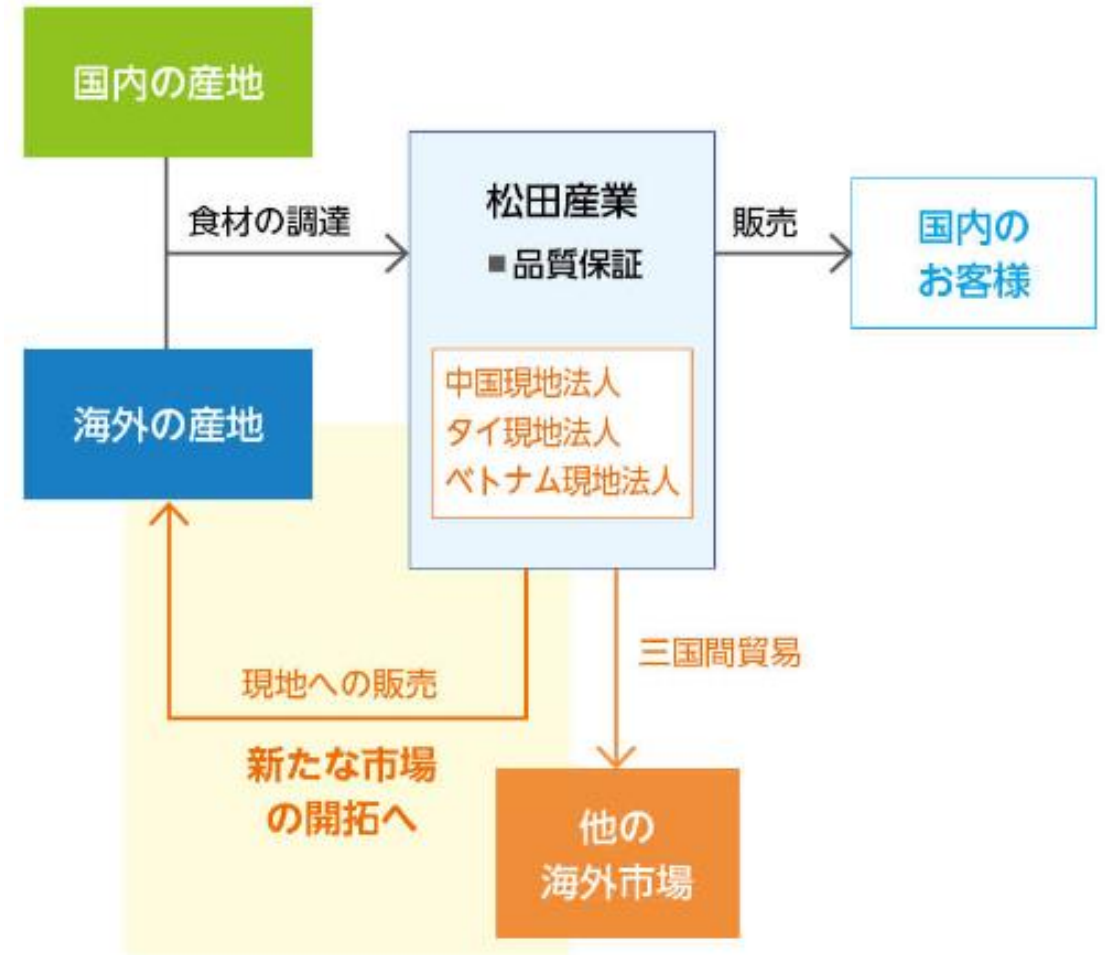 国内の産地
食材の調達
海外の産地
松田産業
■品質保証
中国現地法人
タイ現地法人
ベトナム現地法人
販売
国内の
お客様
現地への販売
新たな市場
の開拓へ
三国間貿易
他の
海外市場